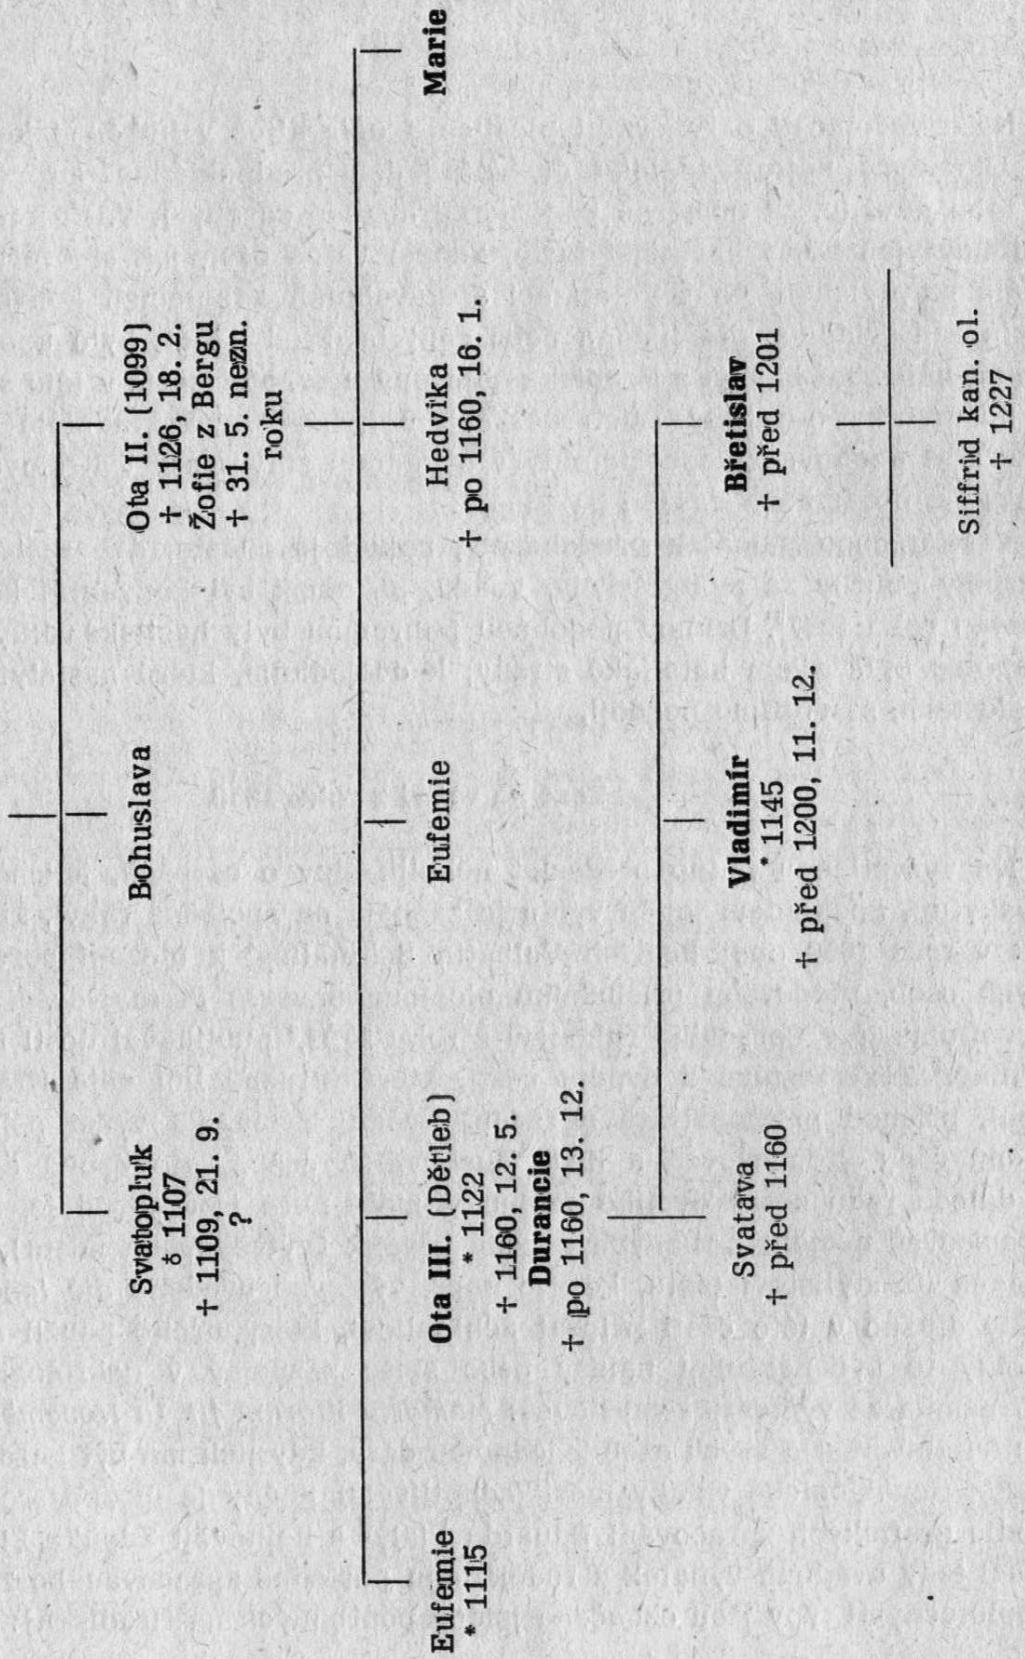 Svatopluk
ő 1107
+ 1109, 21. 9.
?
Bohuslava
Ota II. (1099)
+ 1126, 18. 2.
Žofie z Bergu
+ 31. 5. nezn.
roku
Eufemie
* 1115
Ota III. (Dětleb)
* 1122
+ 1160, 12. 5.
Durancie
+ po 1160, 13. 12.
Eufemie
Hedvika
+ po 1160, 16. 1.
Marie
Svatava
+ před 1160
Vladimír
* 1145
+ před 1200, 11. 12.
Břetislav
+ před 1201
Siffrid kan. ol.
+ 1227